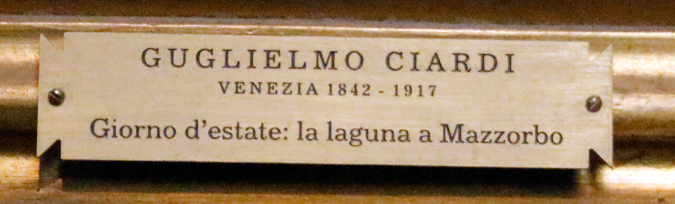 GUGLIELMO CIARDI
VENEZIA 1842 - 1917
Giorno d'estate: la laguna a Mazzorbo